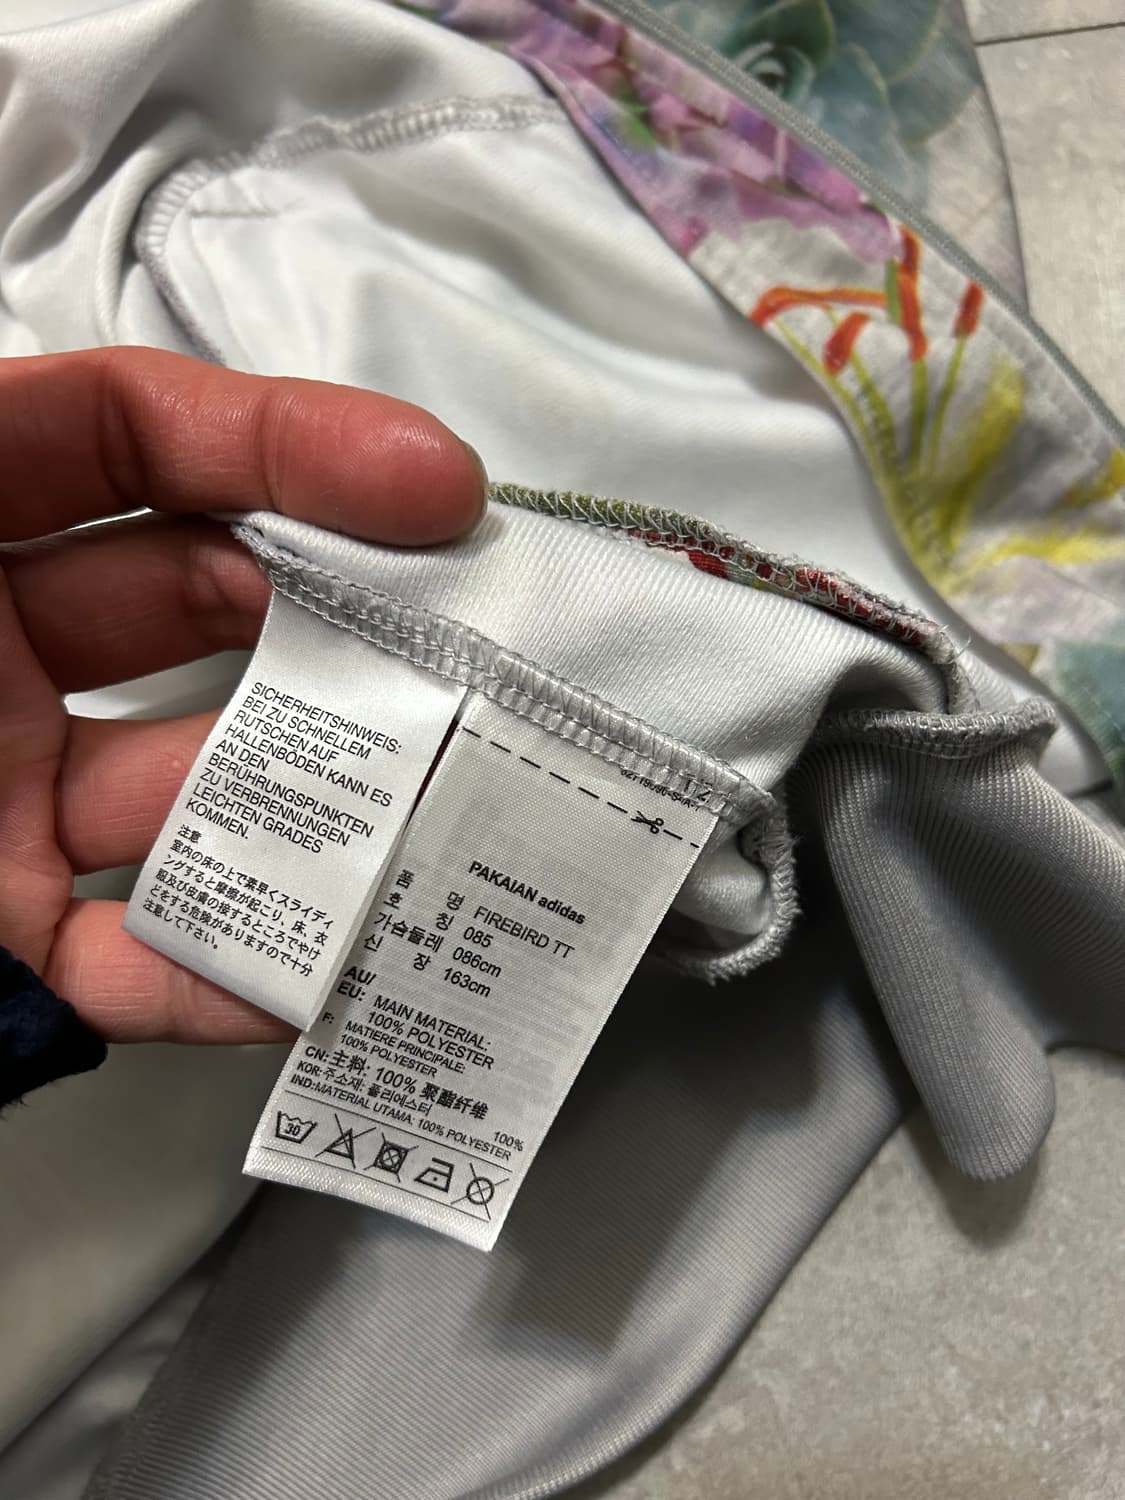 SICHERHEITSHINWEIS:
BEI ZU SCHNELLEM
RUTSCHEN AUF
HALLENBÖDEN KANN ES
AN DEN
BERÜHRUNGSPUNKTEN
ZU VERBRENNUNGEN
LEICHTEN GRADES
KOMMEN.
注意
室内の床の上で素早くスライディ
ングすると摩擦が起こり、床、衣
服及び皮膚の接するところでやけ
どをする危険がありますので十分
注意して下さい。
PAKAIAN adidas
품 명 FIREBIRD TT
호 칭 085
가슴둘레 086cm
신 장 163cm
AU/
EU: MAIN MATERIAL:
100% POLYESTER
F: MATIERE PRINCIPALE:
100% POLYESTER
CN:主料: 100% 聚酯纤维
KOR:주소재: 폴리에스터 100%
IND:MATERIAL UTAMA: 100% POLYESTER
30